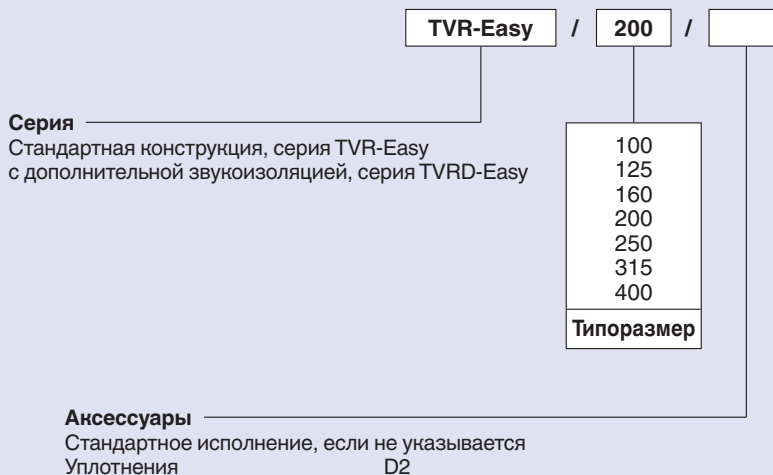 TVR-Easy / 200 /
Серия
Стандартная конструкция, серия TVR-Easy
с дополнительной звукоизоляцией, серия TVRD-Easy
100
125
160
200
250
315
400
Типоразмер
Аксессуары
Стандартное исполнение, если не указывается
Уплотнения D2